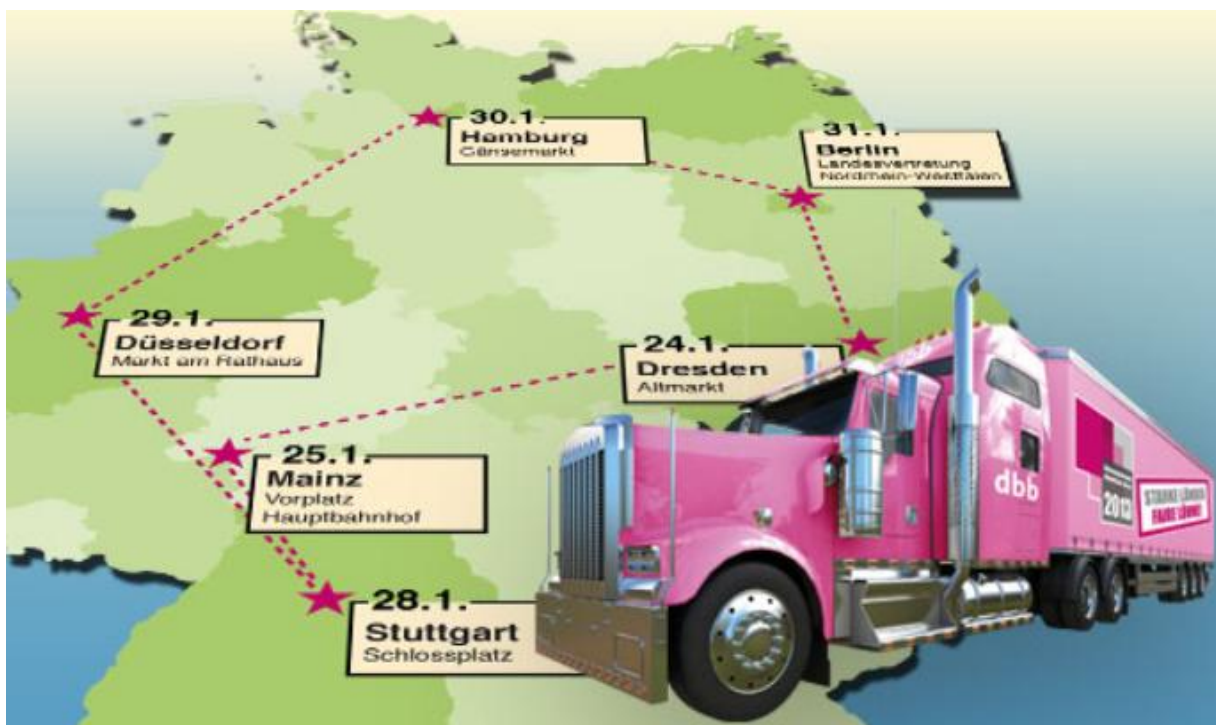 30.1.
Hamburg
Gänsemarkt
31.1.
Berlin
Landesvertretung
Nordrhein-Westfalen
29.1.
Düsseldorf
Markt am Rathaus
24.1.
Dresden
Altmarkt
25.1.
Mainz
Vorplatz
Hauptbahnhof
28.1.
Stuttgart
Schlossplatz
dbb
2013
STARKE LÄNDER
FAIRE LÖHNE!